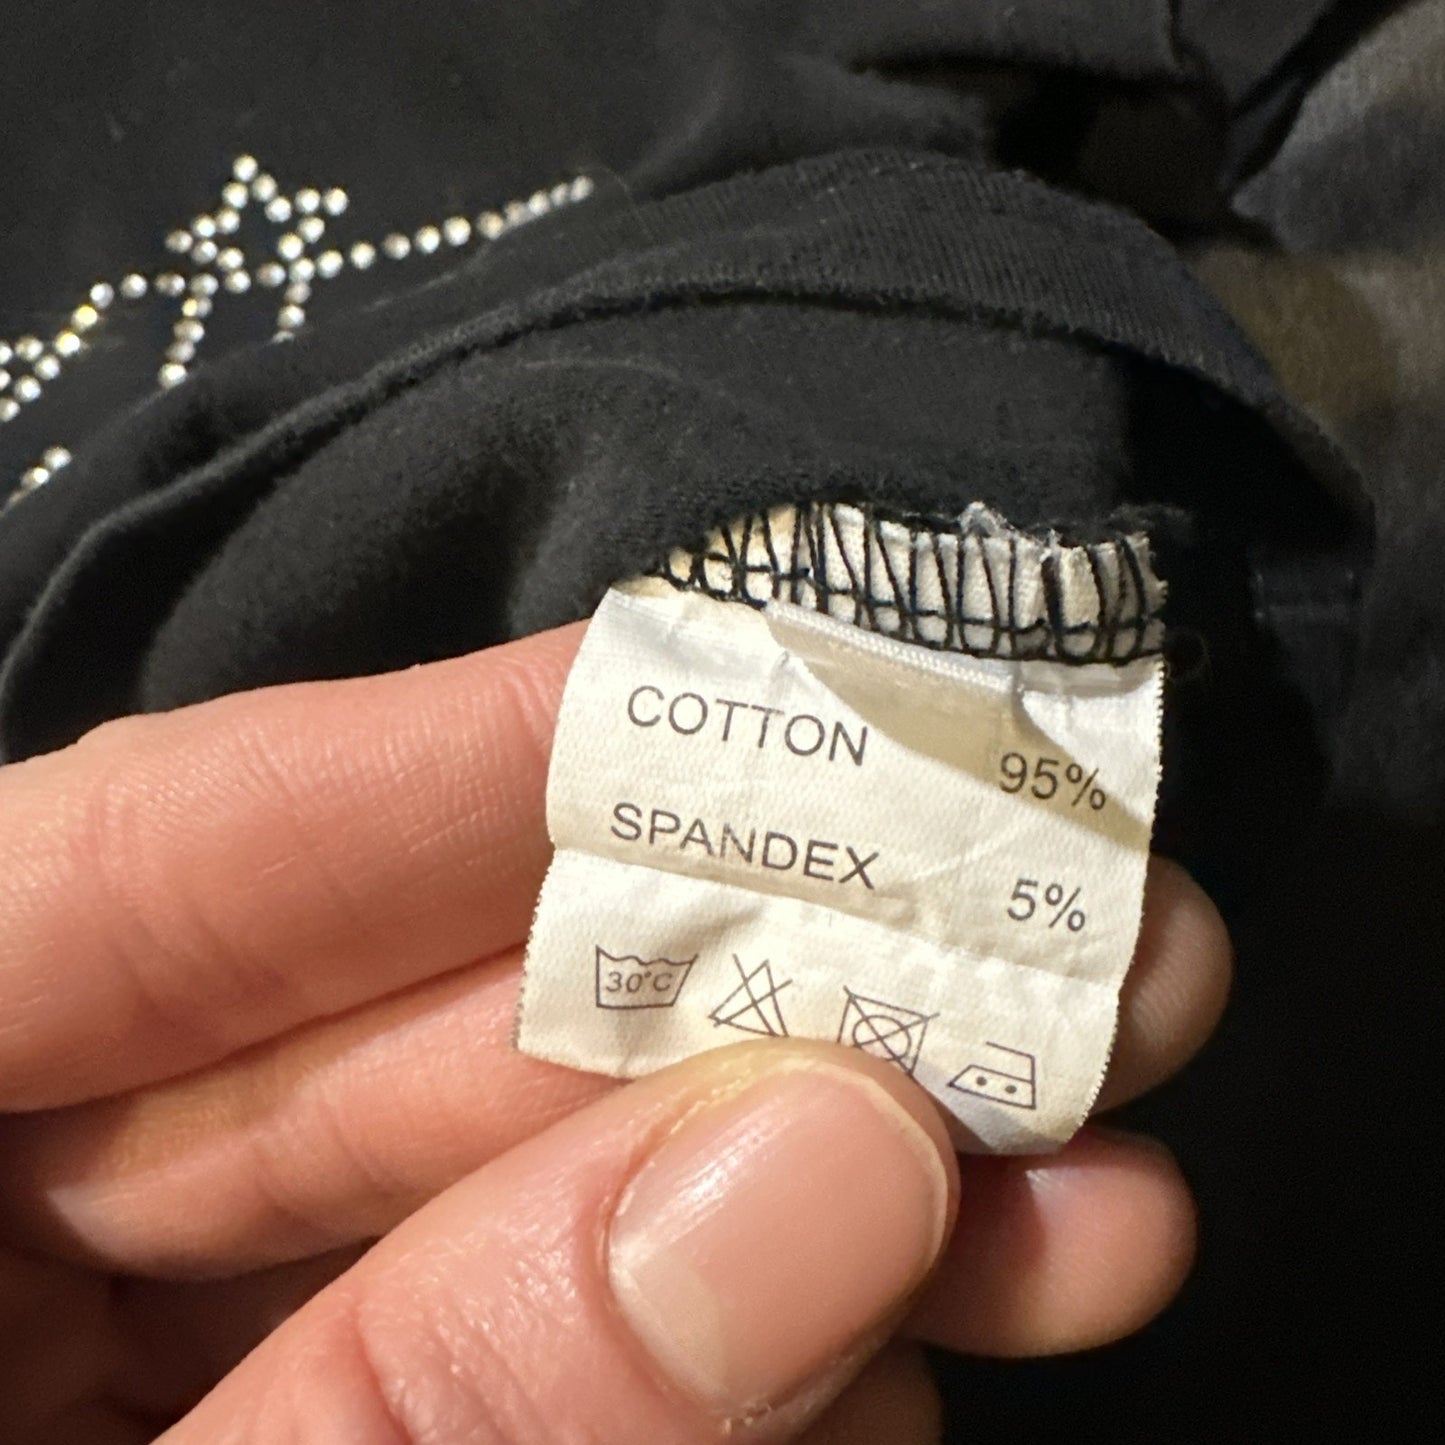 COTTON 95%
SPANDEX 5%
30°C